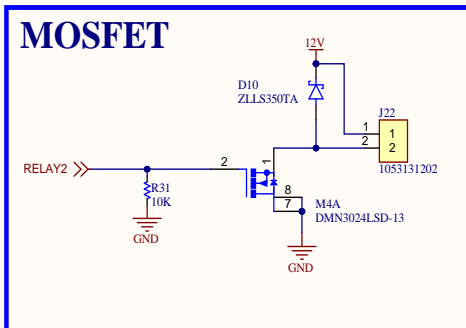 MOSFET
12V
D10
ZLLS350TA
J22
1
1
2
2
1053131202
RELAY2
2
1
R31
10K
8
7
M4A
DMN3024LSD-13
GND
GND